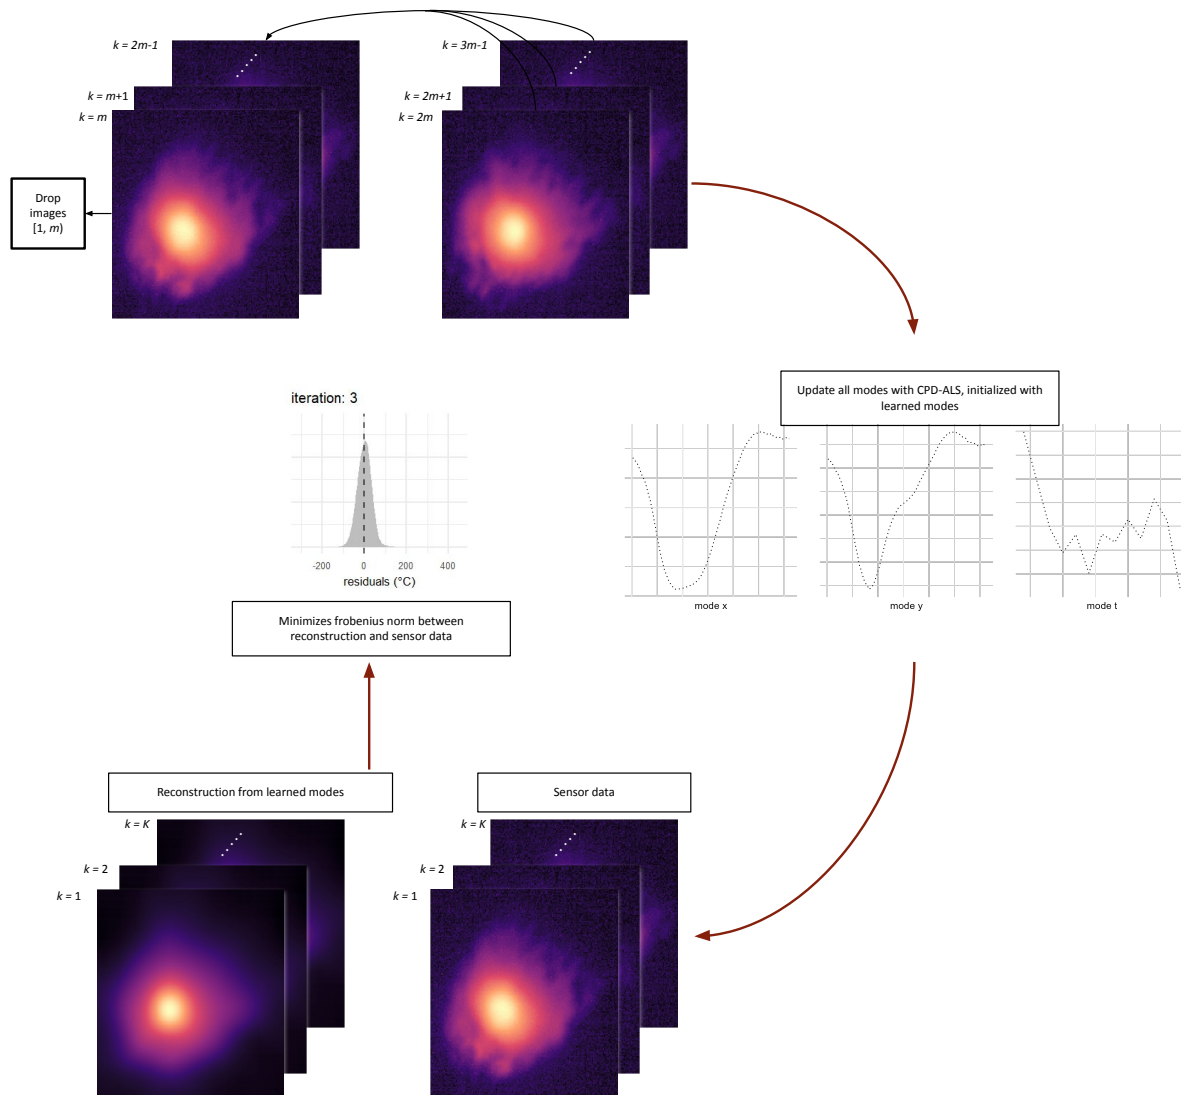 k = 2m-1
k = 3m-1
k = m+1
k = 2m+1
k = m
k = 2m
Drop
images
[1, m)
Update all modes with CPD-ALS, initialized with
learned modes
iteration: 3
-200 0 200 400
residuals (°C)
mode x
mode y
mode t
Minimizes frobenius norm between
reconstruction and sensor data
Reconstruction from learned modes
Sensor data
k = K
k = K
k = 2
k = 2
k = 1
k = 1